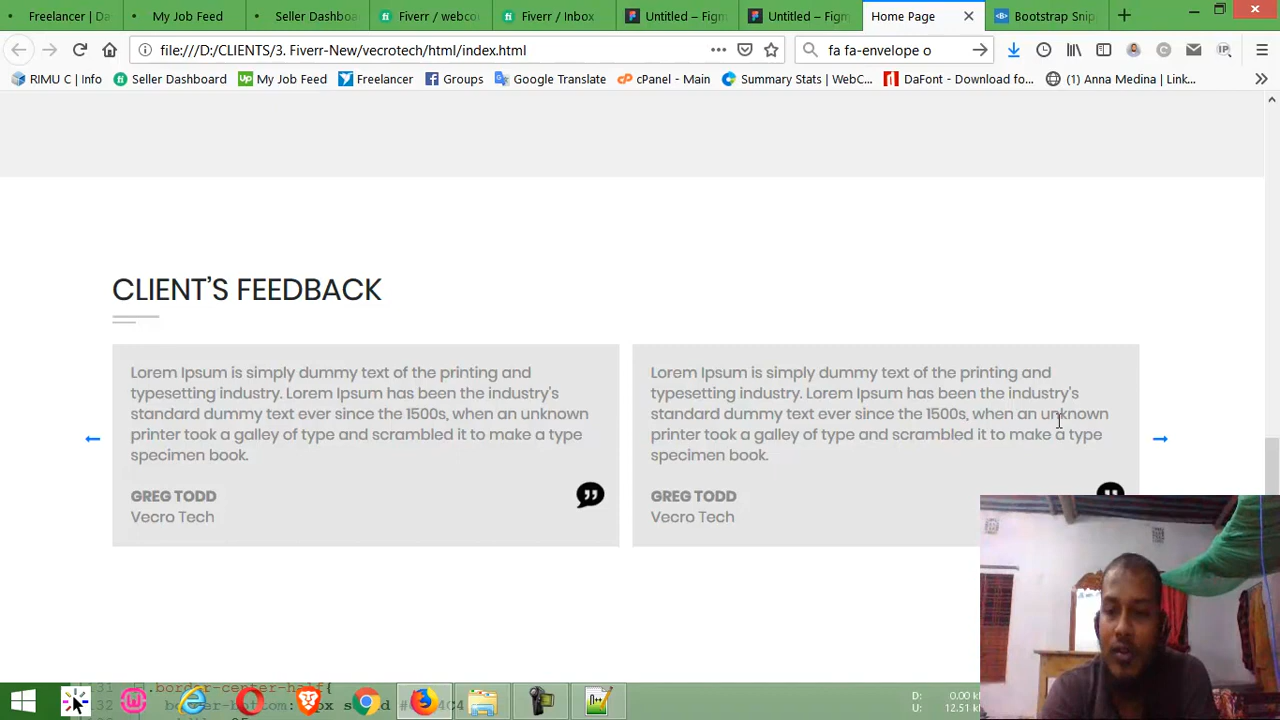 Freelancer | Da
My Job Feed
Seller Dashboa
Fiverr / webco
Fiverr / Inbox
Untitled – Figm
Untitled – Figm
Home Page
Bootstrap Snip
file:///D:/CLIENTS/3. Fiverr-New/vecrotech/html/index.html
fa fa-envelope o
RIMU C | Info
Seller Dashboard
My Job Feed
Freelancer
Groups
Google Translate
cPanel - Main
Summary Stats | WebC...
DaFont - Download fo...
(1) Anna Medina | Link...
CLIENT'S FEEDBACK
Lorem Ipsum is simply dummy text of the printing and
typesetting industry. Lorem Ipsum has been the industry's
standard dummy text ever since the 1500s, when an unknown
printer took a galley of type and scrambled it to make a type
specimen book.
GREG TODD
Vecro Tech
Lorem Ipsum is simply dummy text of the printing and
typesetting industry. Lorem Ipsum has been the industry's
standard dummy text ever since the 1500s, when an unknown
printer took a galley of type and scrambled it to make a type
specimen book.
GREG TODD
Vecro Tech
.border-center-half{
D: 0.00 k
U: 12.51 k